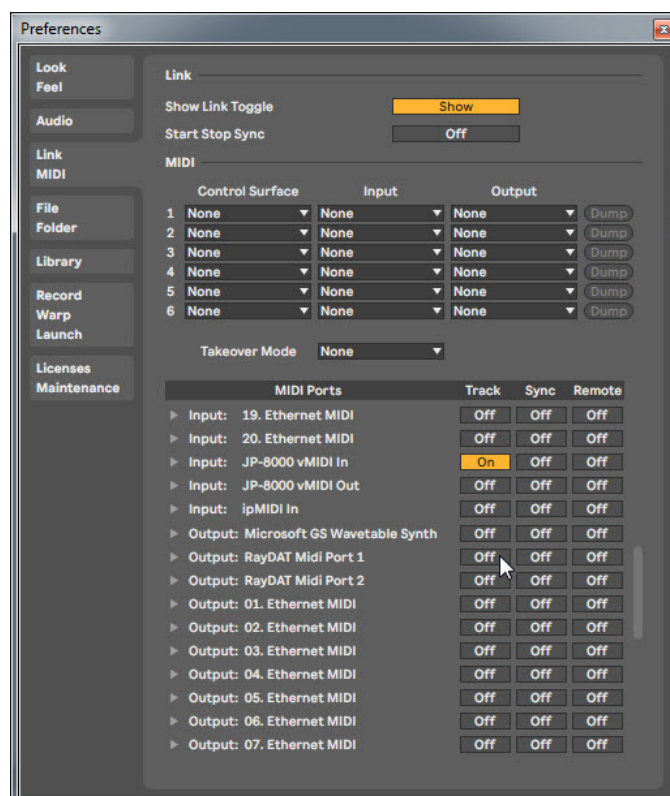 Preferences
Look
Feel
Audio
Link
MIDI
File
Folder
Library
Record
Warp
Launch
Licenses
Maintenance
Link
Show Link Toggle Show
Start Stop Sync Off
MIDI
Control Surface Input Output
1 None None None Dump
2 None None None Dump
3 None None None Dump
4 None None None Dump
5 None None None Dump
6 None None None Dump
Takeover Mode None
MIDI Ports Track Sync Remote
Input: 19. Ethernet MIDI Off Off Off
Input: 20. Ethernet MIDI Off Off Off
Input: JP-8000 vMIDI In On Off Off
Input: JP-8000 vMIDI Out Off Off Off
Input: ipMIDI In Off Off Off
Output: Microsoft GS Wavetable Synth Off Off Off
Output: RayDAT Midi Port 1 Off Off Off
Output: RayDAT Midi Port 2 Off Off Off
Output: 01. Ethernet MIDI Off Off Off
Output: 02. Ethernet MIDI Off Off Off
Output: 03. Ethernet MIDI Off Off Off
Output: 04. Ethernet MIDI Off Off Off
Output: 05. Ethernet MIDI Off Off Off
Output: 06. Ethernet MIDI Off Off Off
Output: 07. Ethernet MIDI Off Off Off